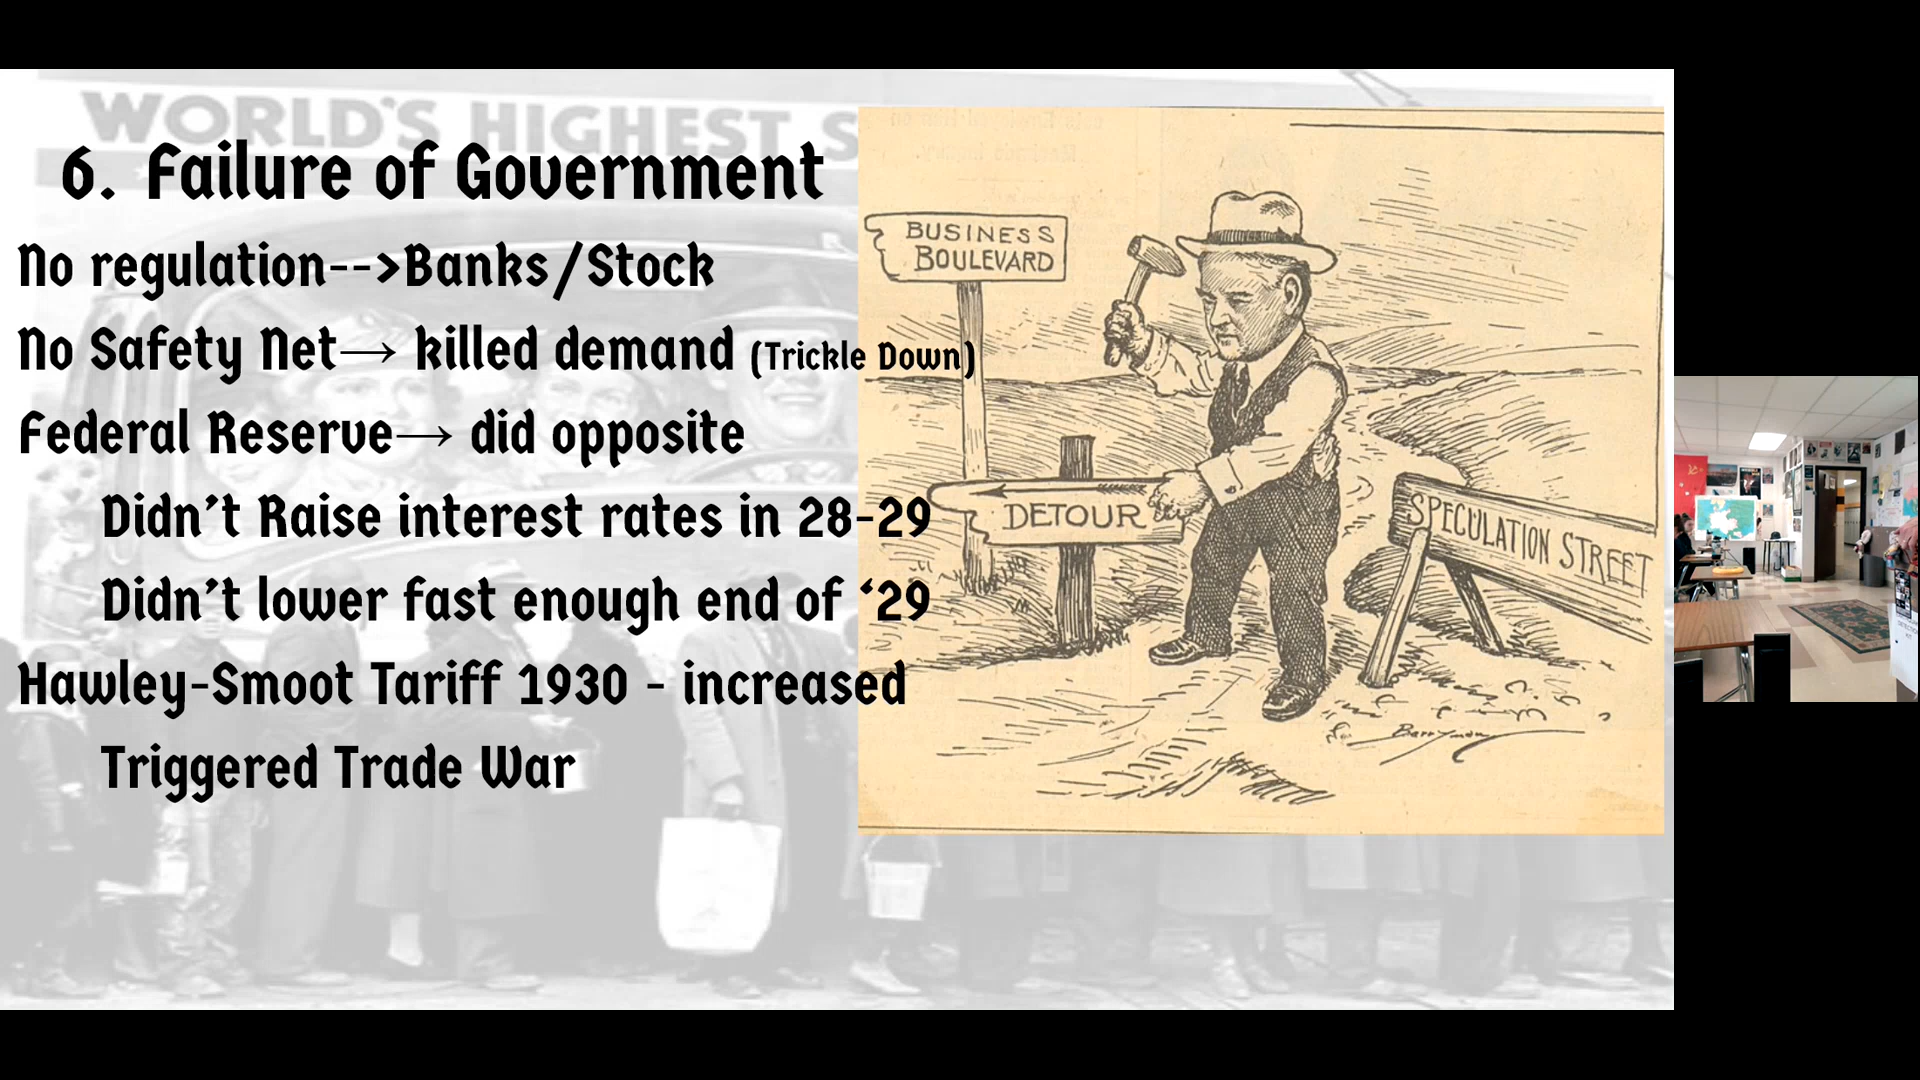 WORLD'S HIGHEST S
6. Failure of Government
No regulation-->Banks/Stock
No Safety Net→ killed demand (Trickle Down)
Federal Reserve→ did opposite
Didn't Raise interest rates in 28-29
Didn't lower fast enough end of ‘29
Hawley-Smoot Tariff 1930 - increased
Triggered Trade War
BUSINESS
BOULEVARD
DETOUR
SPECULATION STREET
Berryman